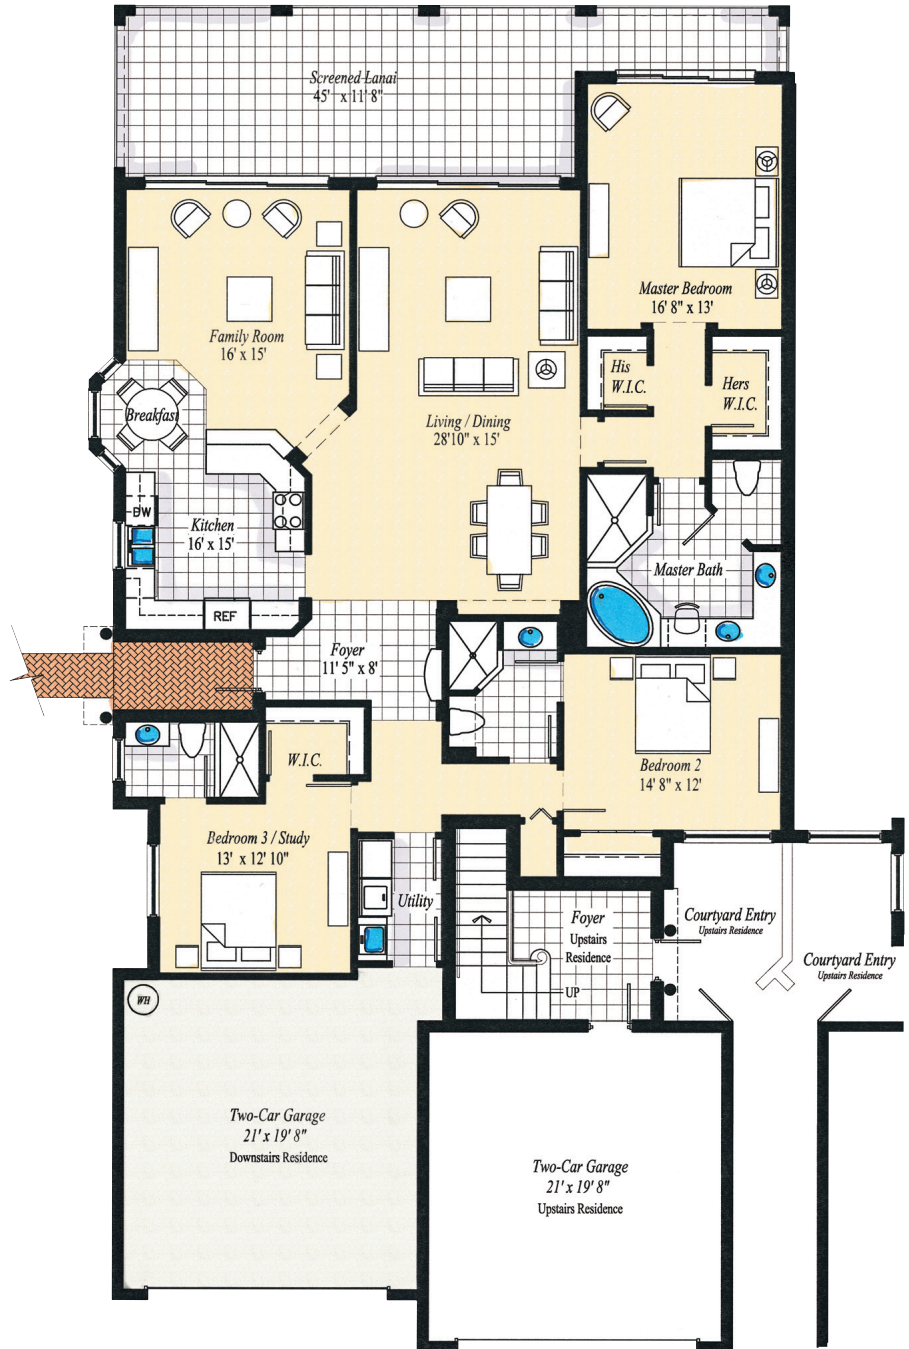 Screened Lanai
45' x 11' 8"
Master Bedroom
16' 8" x 13'
Family Room
16' x 15'
His
W.I.C.
Hers
W.I.C.
Breakfast
Living / Dining
28'10" x 15'
DW
Kitchen
16' x 15'
Master Bath
REF
Foyer
11' 5" x 8'
W.I.C.
Bedroom 2
14' 8" x 12'
Bedroom 3 / Study
13' x 12' 10"
Utility
Foyer
Upstairs
Residence
UP
Courtyard Entry
Upstairs Residence
Courtyard Entry
Upstairs Residence
WH
Two-Car Garage
21' x 19' 8"
Downstairs Residence
Two-Car Garage
21' x 19' 8"
Upstairs Residence